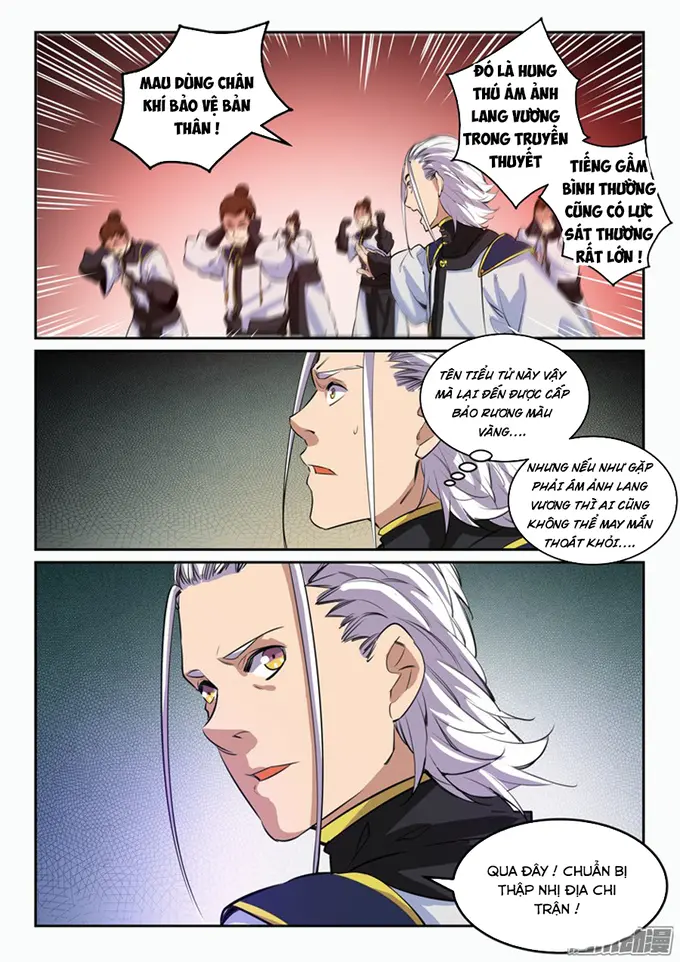 MAU DÙNG CHÂN
KHÍ BẢO VỆ BẢN
THÂN !
ĐÓ LÀ HUNG
THÚ ÁM ẢNH
LANG VƯƠNG
TRONG TRUYỀN
THUYẾT
TIẾNG GẦM
BÌNH THƯỜNG
CŨNG CÓ LỰC
SÁT THƯƠNG
RẤT LỚN !
TÊN TIỂU TỬ NÀY VẬY
MÀ LẠI ĐẾN ĐƯỢC CẤP
BẢO RƯƠNG MÀU
VÀNG....
NHƯNG NẾU NHƯ GẶP
PHẢI ÁM ẢNH LANG
VƯƠNG THÌ AI CŨNG
KHÔNG THỂ MAY MẮN
THOÁT KHỎI....
QUA ĐÂY ! CHUẨN BỊ
THẬP NHỊ ĐỊA CHI
TRẬN !
动漫